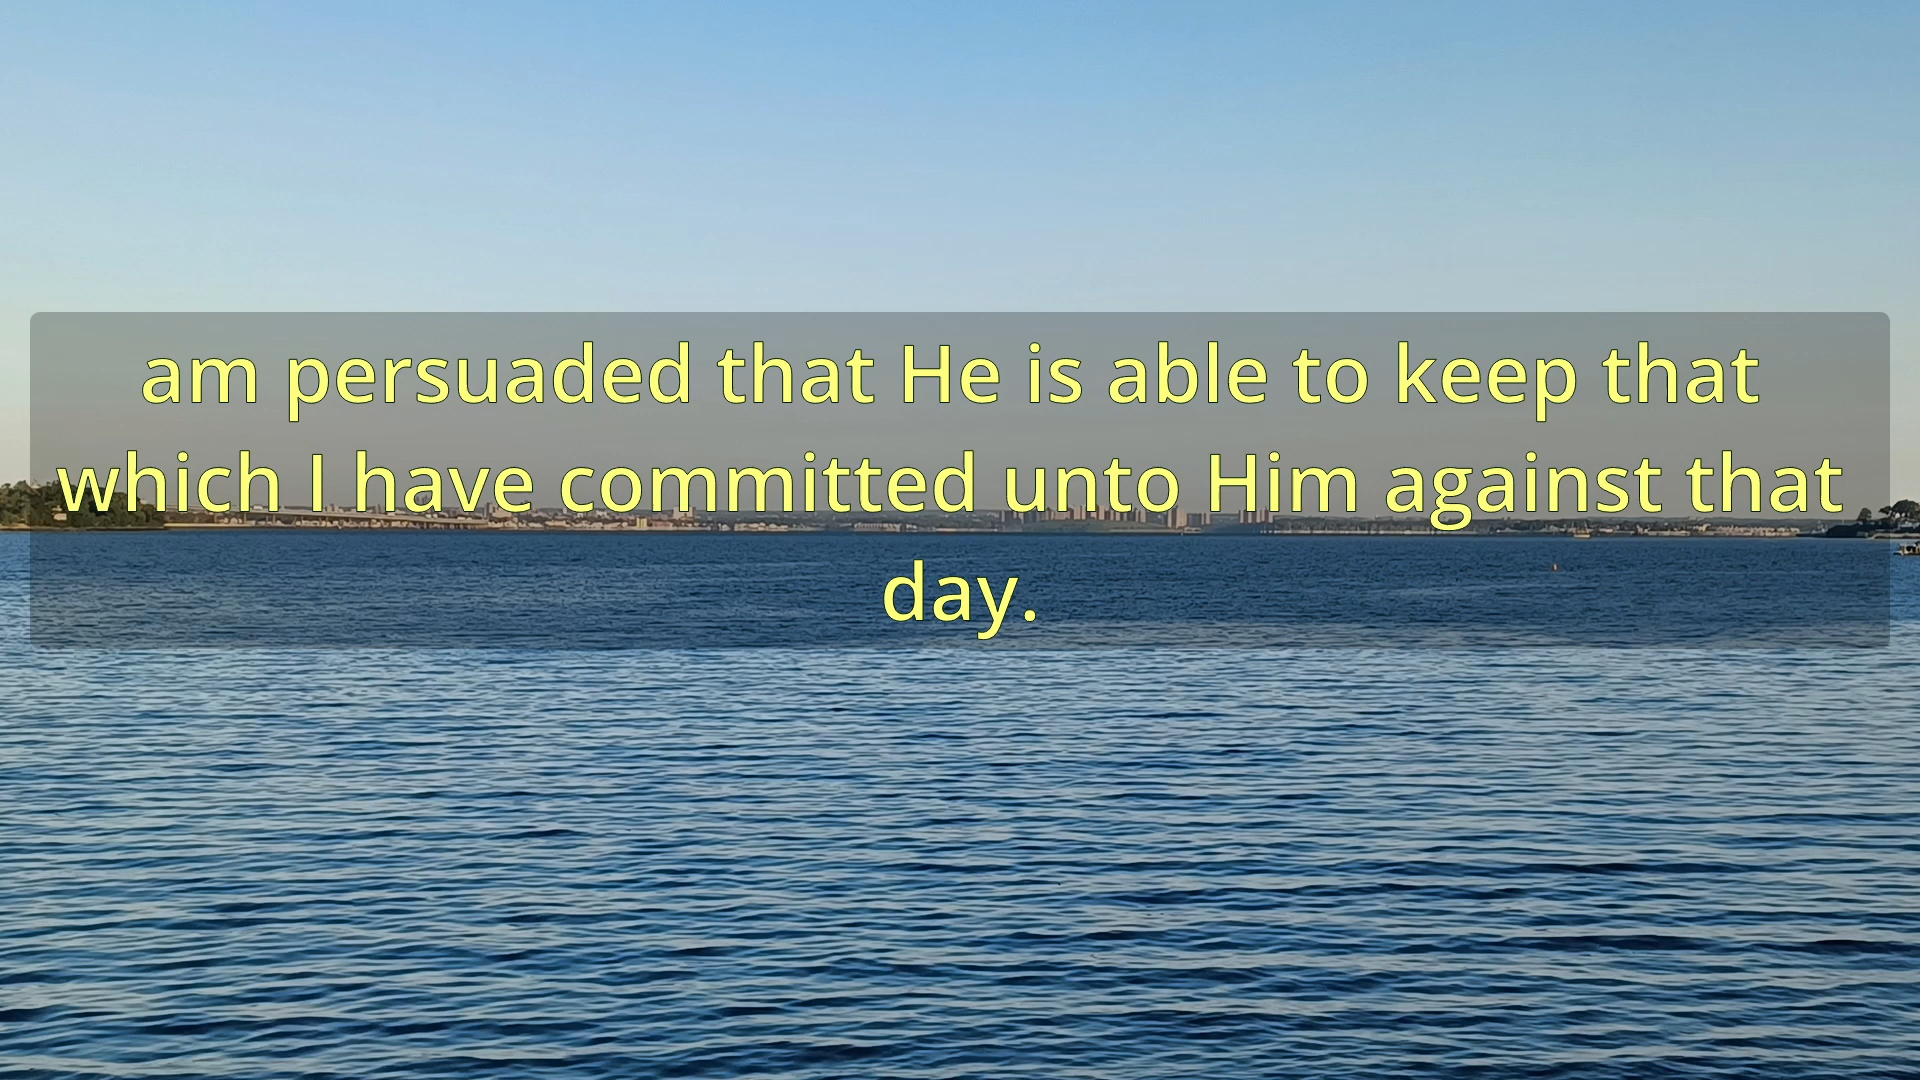 am persuaded that He is able to keep that
which I have committed unto Him against that
day.